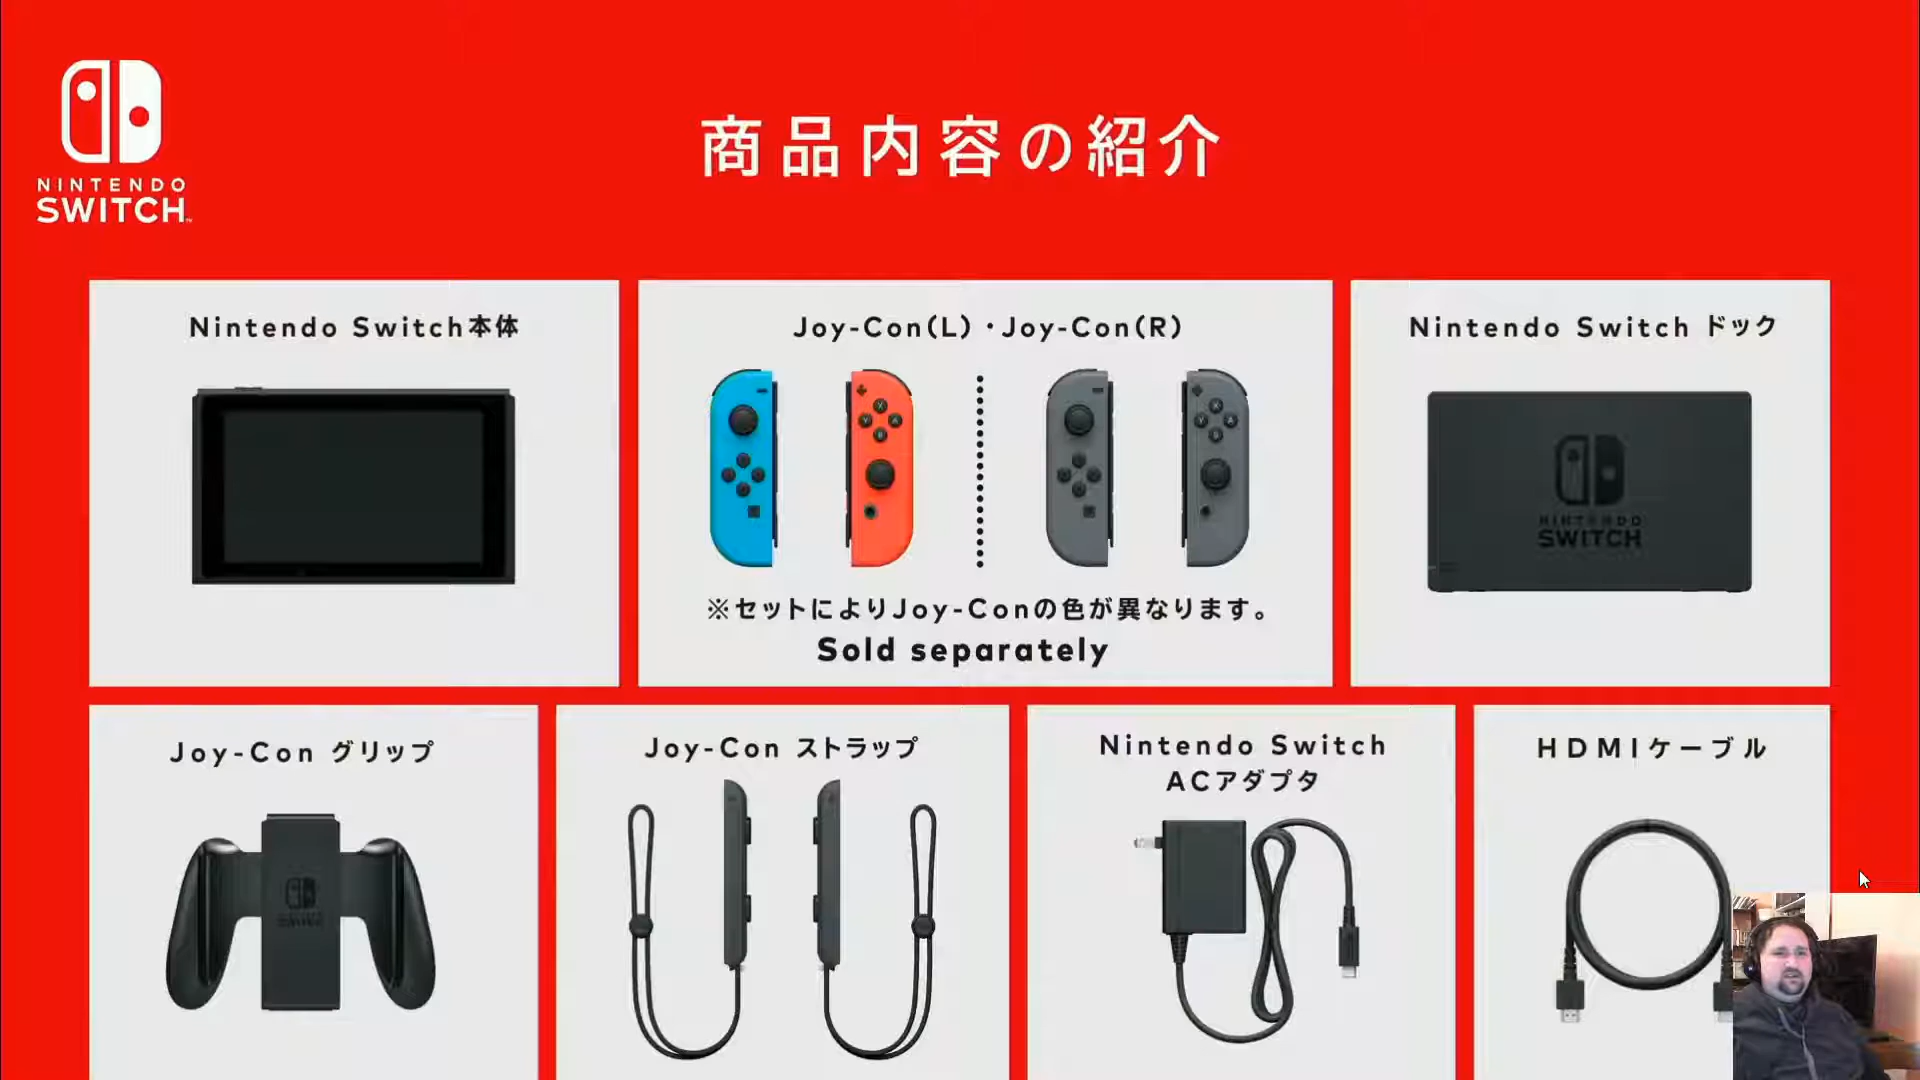 NINTENDO
SWITCH
商品内容の紹介
Nintendo Switch本体
Joy-Con(L)・Joy-Con(R)
※セットによりJoy-Conの色が異なります。
Sold separately
Nintendo Switch ドック
NINTENDO
SWITCH
Joy-Con グリップ
Joy-Con ストラップ
Nintendo Switch
ACアダプタ
HDMIケーブル